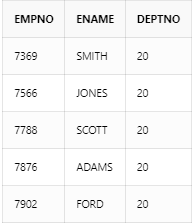 EMPNO ENAME DEPTNO
7369 SMITH 20
7566 JONES 20
7788 SCOTT 20
7876 ADAMS 20
7902 FORD 20